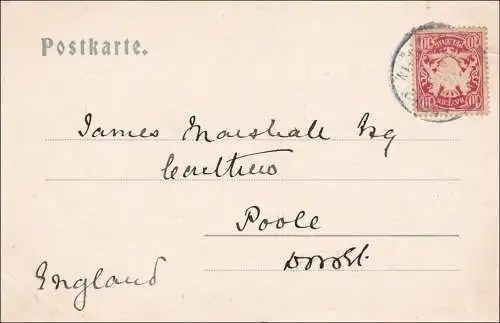 Postkarte.
James Marshall Esq
Poole
Dorset.
England